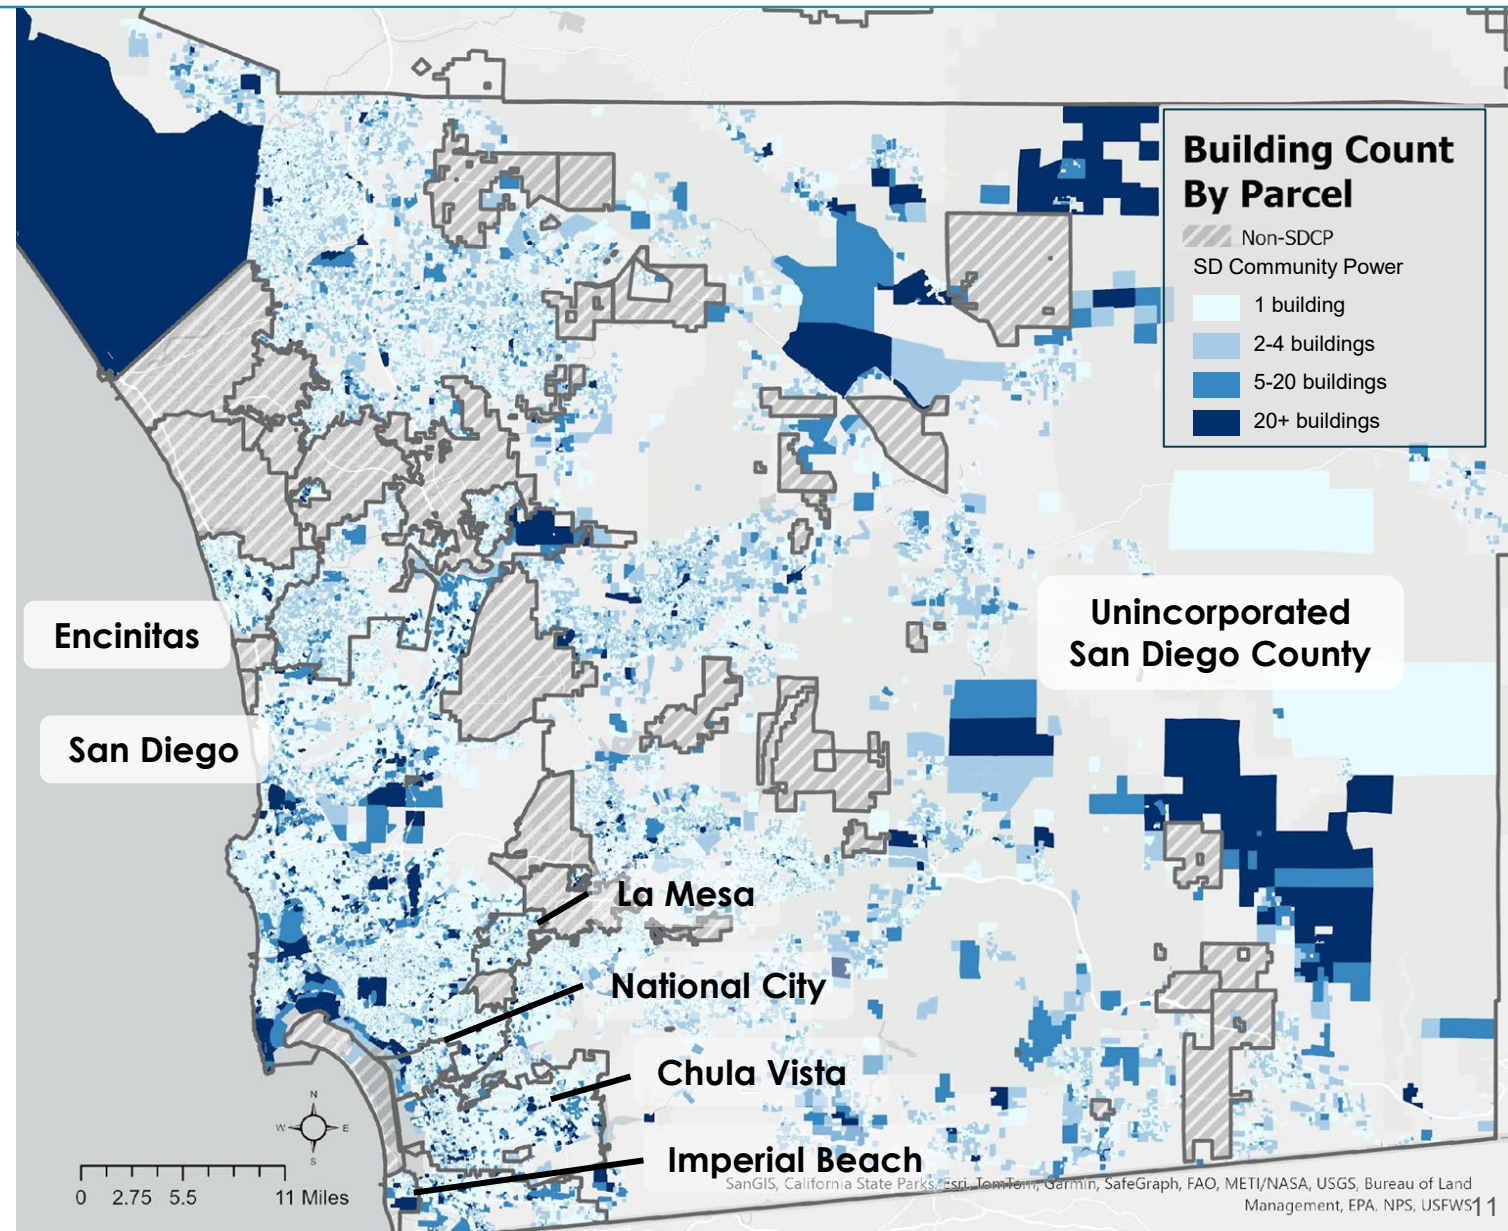 Building Count
By Parcel
Non-SDCP
SD Community Power
1 building
2-4 buildings
5-20 buildings
20+ buildings
Encinitas
Unincorporated
San Diego County
San Diego
La Mesa
National City
Chula Vista
Imperial Beach
N
W E
S
0 2.75 5.5 11 Miles
SanGIS, California State Parks, Esri, TomTom, Garmin, SafeGraph, FAO, METI/NASA, USGS, Bureau of Land
Management, EPA, NPS, USFWS
11